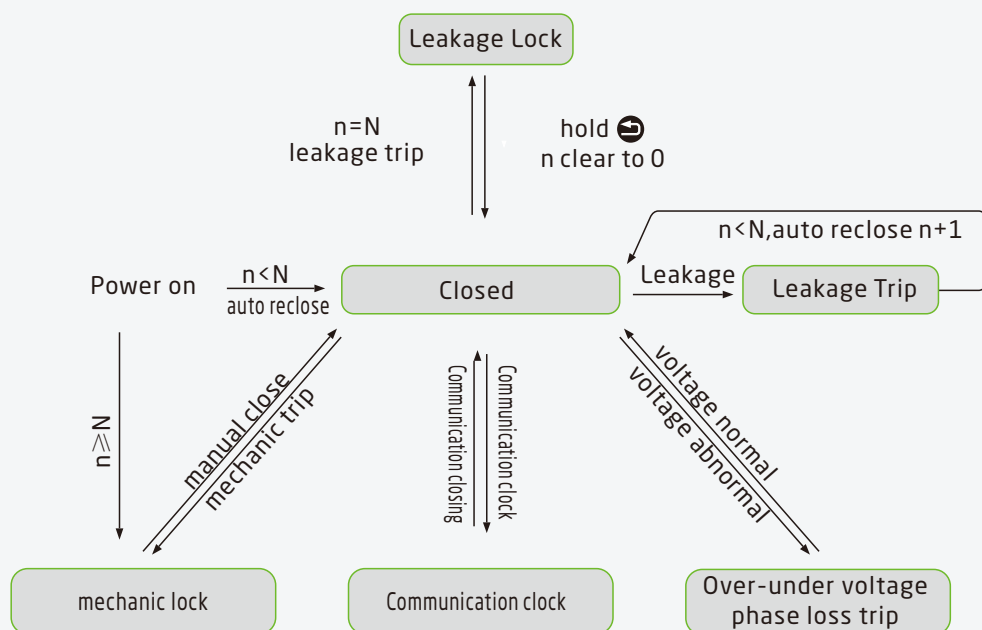 Leakage Lock
n=N
leakage trip
hold
n clear to 0
n<N,auto reclose n+1
Power on
n<N
auto reclose
Closed
Leakage
Leakage Trip
n≥N
manual close
mechanic trip
Communication closing
Communication clock
voltage normal
voltage abnormal
mechanic lock
Communication clock
Over-under voltage
phase loss trip